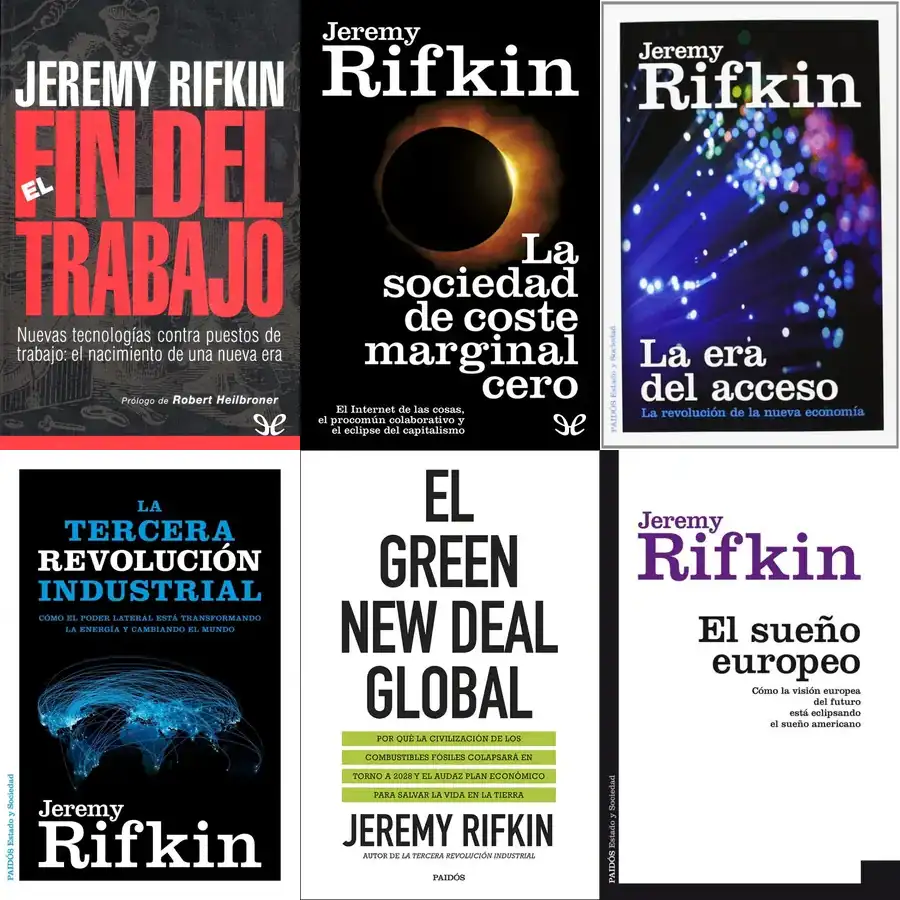 JEREMY RIFKIN
EL
FIN DEL
TRABAJO
Nuevas tecnologías contra puestos de
trabajo: el nacimiento de una nueva era
Prólogo de Robert Heilbroner
Jeremy
Rifkin
La
sociedad
de coste
marginal
cero
El Internet de las cosas,
el procomún colaborativo y
el eclipse del capitalismo
Jeremy
Rifkin
La era
del acceso
La revolución de la nueva economía
PAIDÓS Estado y Sociedad
LA
TERCERA
REVOLUCIÓN
INDUSTRIAL
CÓMO EL PODER LATERAL ESTÁ TRANSFORMANDO
LA ENERGÍA Y CAMBIANDO EL MUNDO
Jeremy
Rifkin
PAIDÓS Estado y Sociedad
EL
GREEN
NEW DEAL
GLOBAL
POR QUÉ LA CIVILIZACIÓN DE LOS
COMBUSTIBLES FÓSILES COLAPSARÁ EN
TORNO A 2028 Y EL AUDAZ PLAN ECONÓMICO
PARA SALVAR LA VIDA EN LA TIERRA
JEREMY RIFKIN
AUTOR DE LA TERCERA REVOLUCIÓN INDUSTRIAL
PAIDÓS
Jeremy
Rifkin
El sueño
europeo
Cómo la visión europea
del futuro
está eclipsando
el sueño americano
PAIDÓS Estado y Sociedad